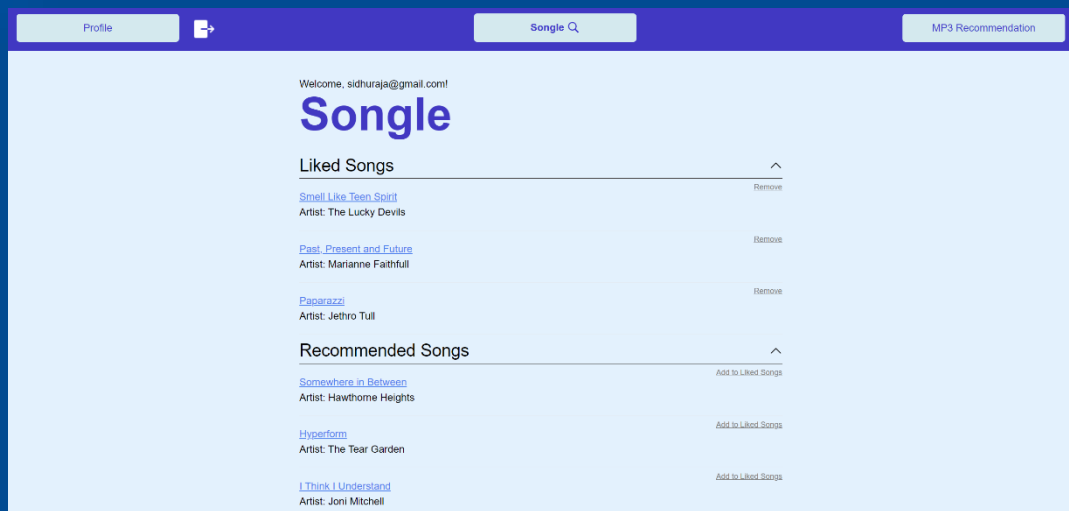 Profile
Songle
MP3 Recommendation
Welcome, sidhuraja@gmail.com!
Songle
Liked Songs
Remove
Smell Like Teen Spirit
Artist: The Lucky Devils
Remove
Past, Present and Future
Artist: Marianne Faithfull
Remove
Paparazzi
Artist: Jethro Tull
Recommended Songs
Add to Liked Songs
Somewhere in Between
Artist: Hawthorne Heights
Add to Liked Songs
Hyperform
Artist: The Tear Garden
Add to Liked Songs
I Think I Understand
Artist: Joni Mitchell